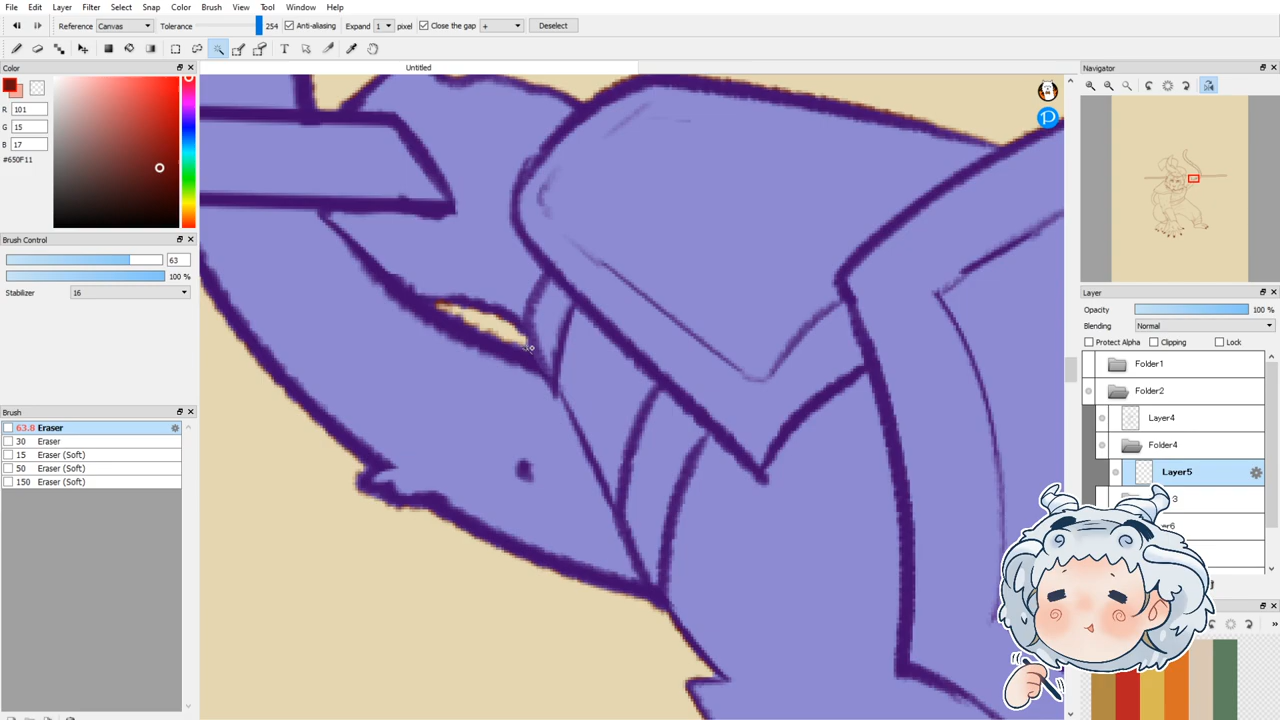 File Edit Layer Filter Select Snap Color Brush View Tool Look Window Help
Reference Canvas Tolerance 254 Anti-aliasing Expand 1 pixel Close the gap + Deselect
Color
Untitled
Navigator
R 101
G 15
B 17
#650F11
Brush Control
63
100 %
Stabilizer 16
Layer
Opacity 100 %
Blending Normal
Protect Alpha Clipping Lock
Folder1
Folder2
Layer4
Folder4
Layer5
3
Brush
63.8 Eraser
30 Eraser
15 Eraser (Soft)
50 Eraser (Soft)
150 Eraser (Soft)